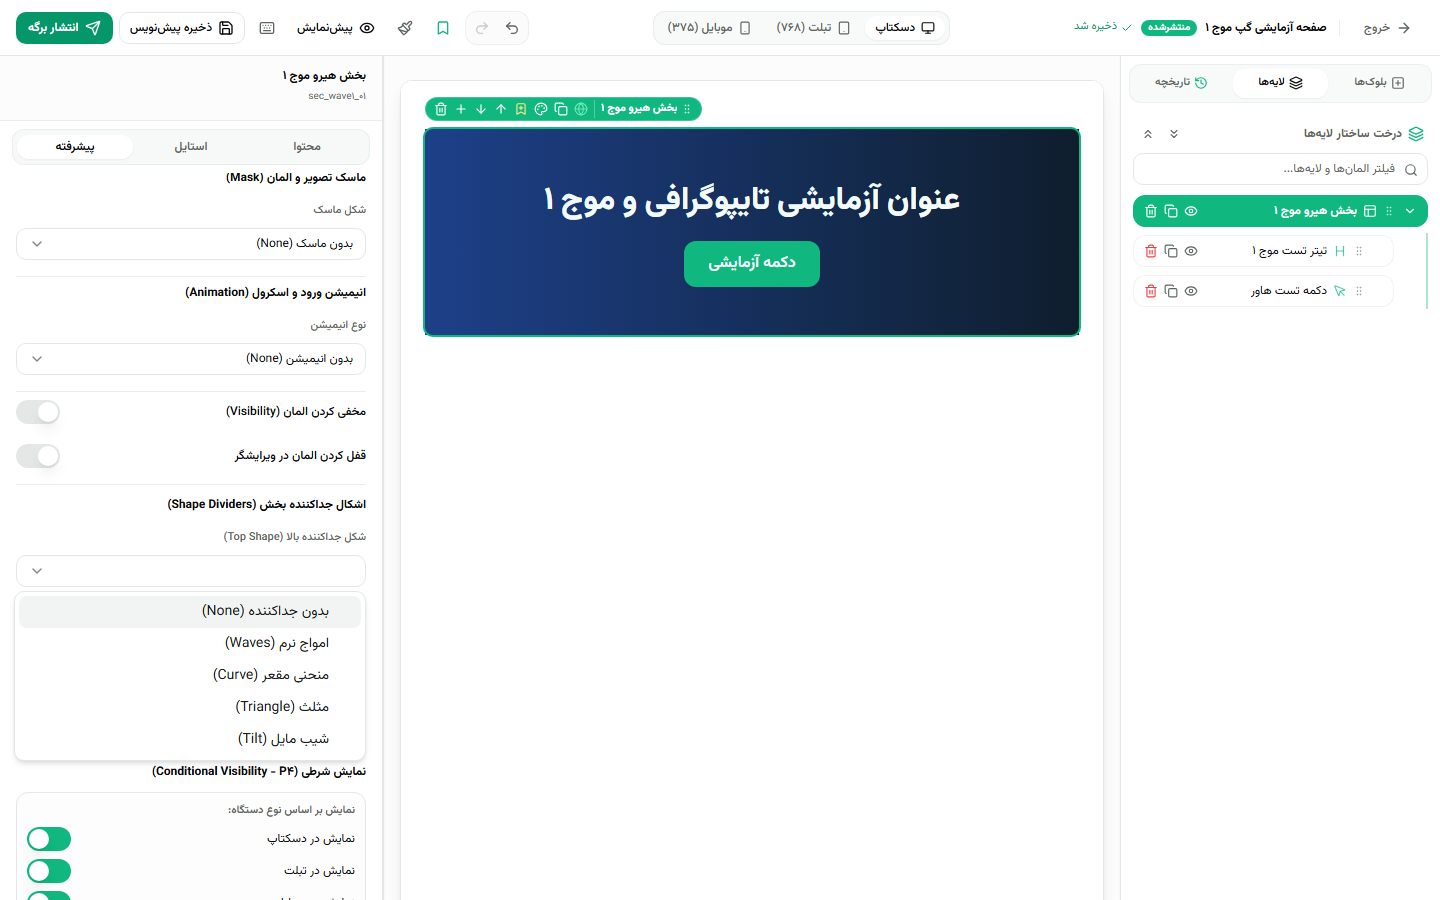 خروج
صفحه آزمایشی گپ موج ۱
منتشرشده
ذخیره شد
دسکتاپ
تبلت (۷۶۸)
موبایل (۳۷۵)
پیش‌نمایش
ذخیره پیش‌نویس
انتشار برگه
بلوک‌ها
لایه‌ها
تاریخچه
درخت ساختار لایه‌ها
فیلتر المان‌ها و لایه‌ها...
بخش هیرو موج ۱
تیتر تست موج ۱
دکمه تست هاور
بخش هیرو موج ۱
عنوان آزمایشی تایپوگرافی و موج ۱
دکمه آزمایشی
بخش هیرو موج ۱
sec_wave۱_۰۱
محتوا
استایل
پیشرفته
ماسک تصویر و المان (Mask)
شکل ماسک
بدون ماسک (None)
انیمیشن ورود و اسکرول (Animation)
نوع انیمیشن
بدون انیمیشن (None)
مخفی کردن المان (Visibility)
قفل کردن المان در ویرایشگر
اشکال جداکننده بخش (Shape Dividers)
شکل جداکننده بالا (Top Shape)
بدون جداکننده (None)
امواج نرم (Waves)
منحنی مقعر (Curve)
مثلث (Triangle)
شیب مایل (Tilt)
نمایش شرطی (Conditional Visibility - P۴)
نمایش بر اساس نوع دستگاه:
نمایش در دسکتاپ
نمایش در تبلت